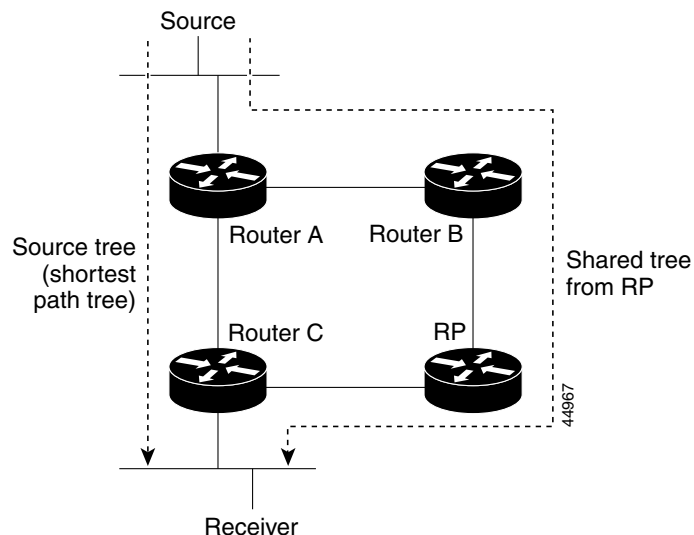 Source
Router A
Router B
Source tree
(shortest
path tree)
Shared tree
from RP
Router C
RP
44967
Receiver